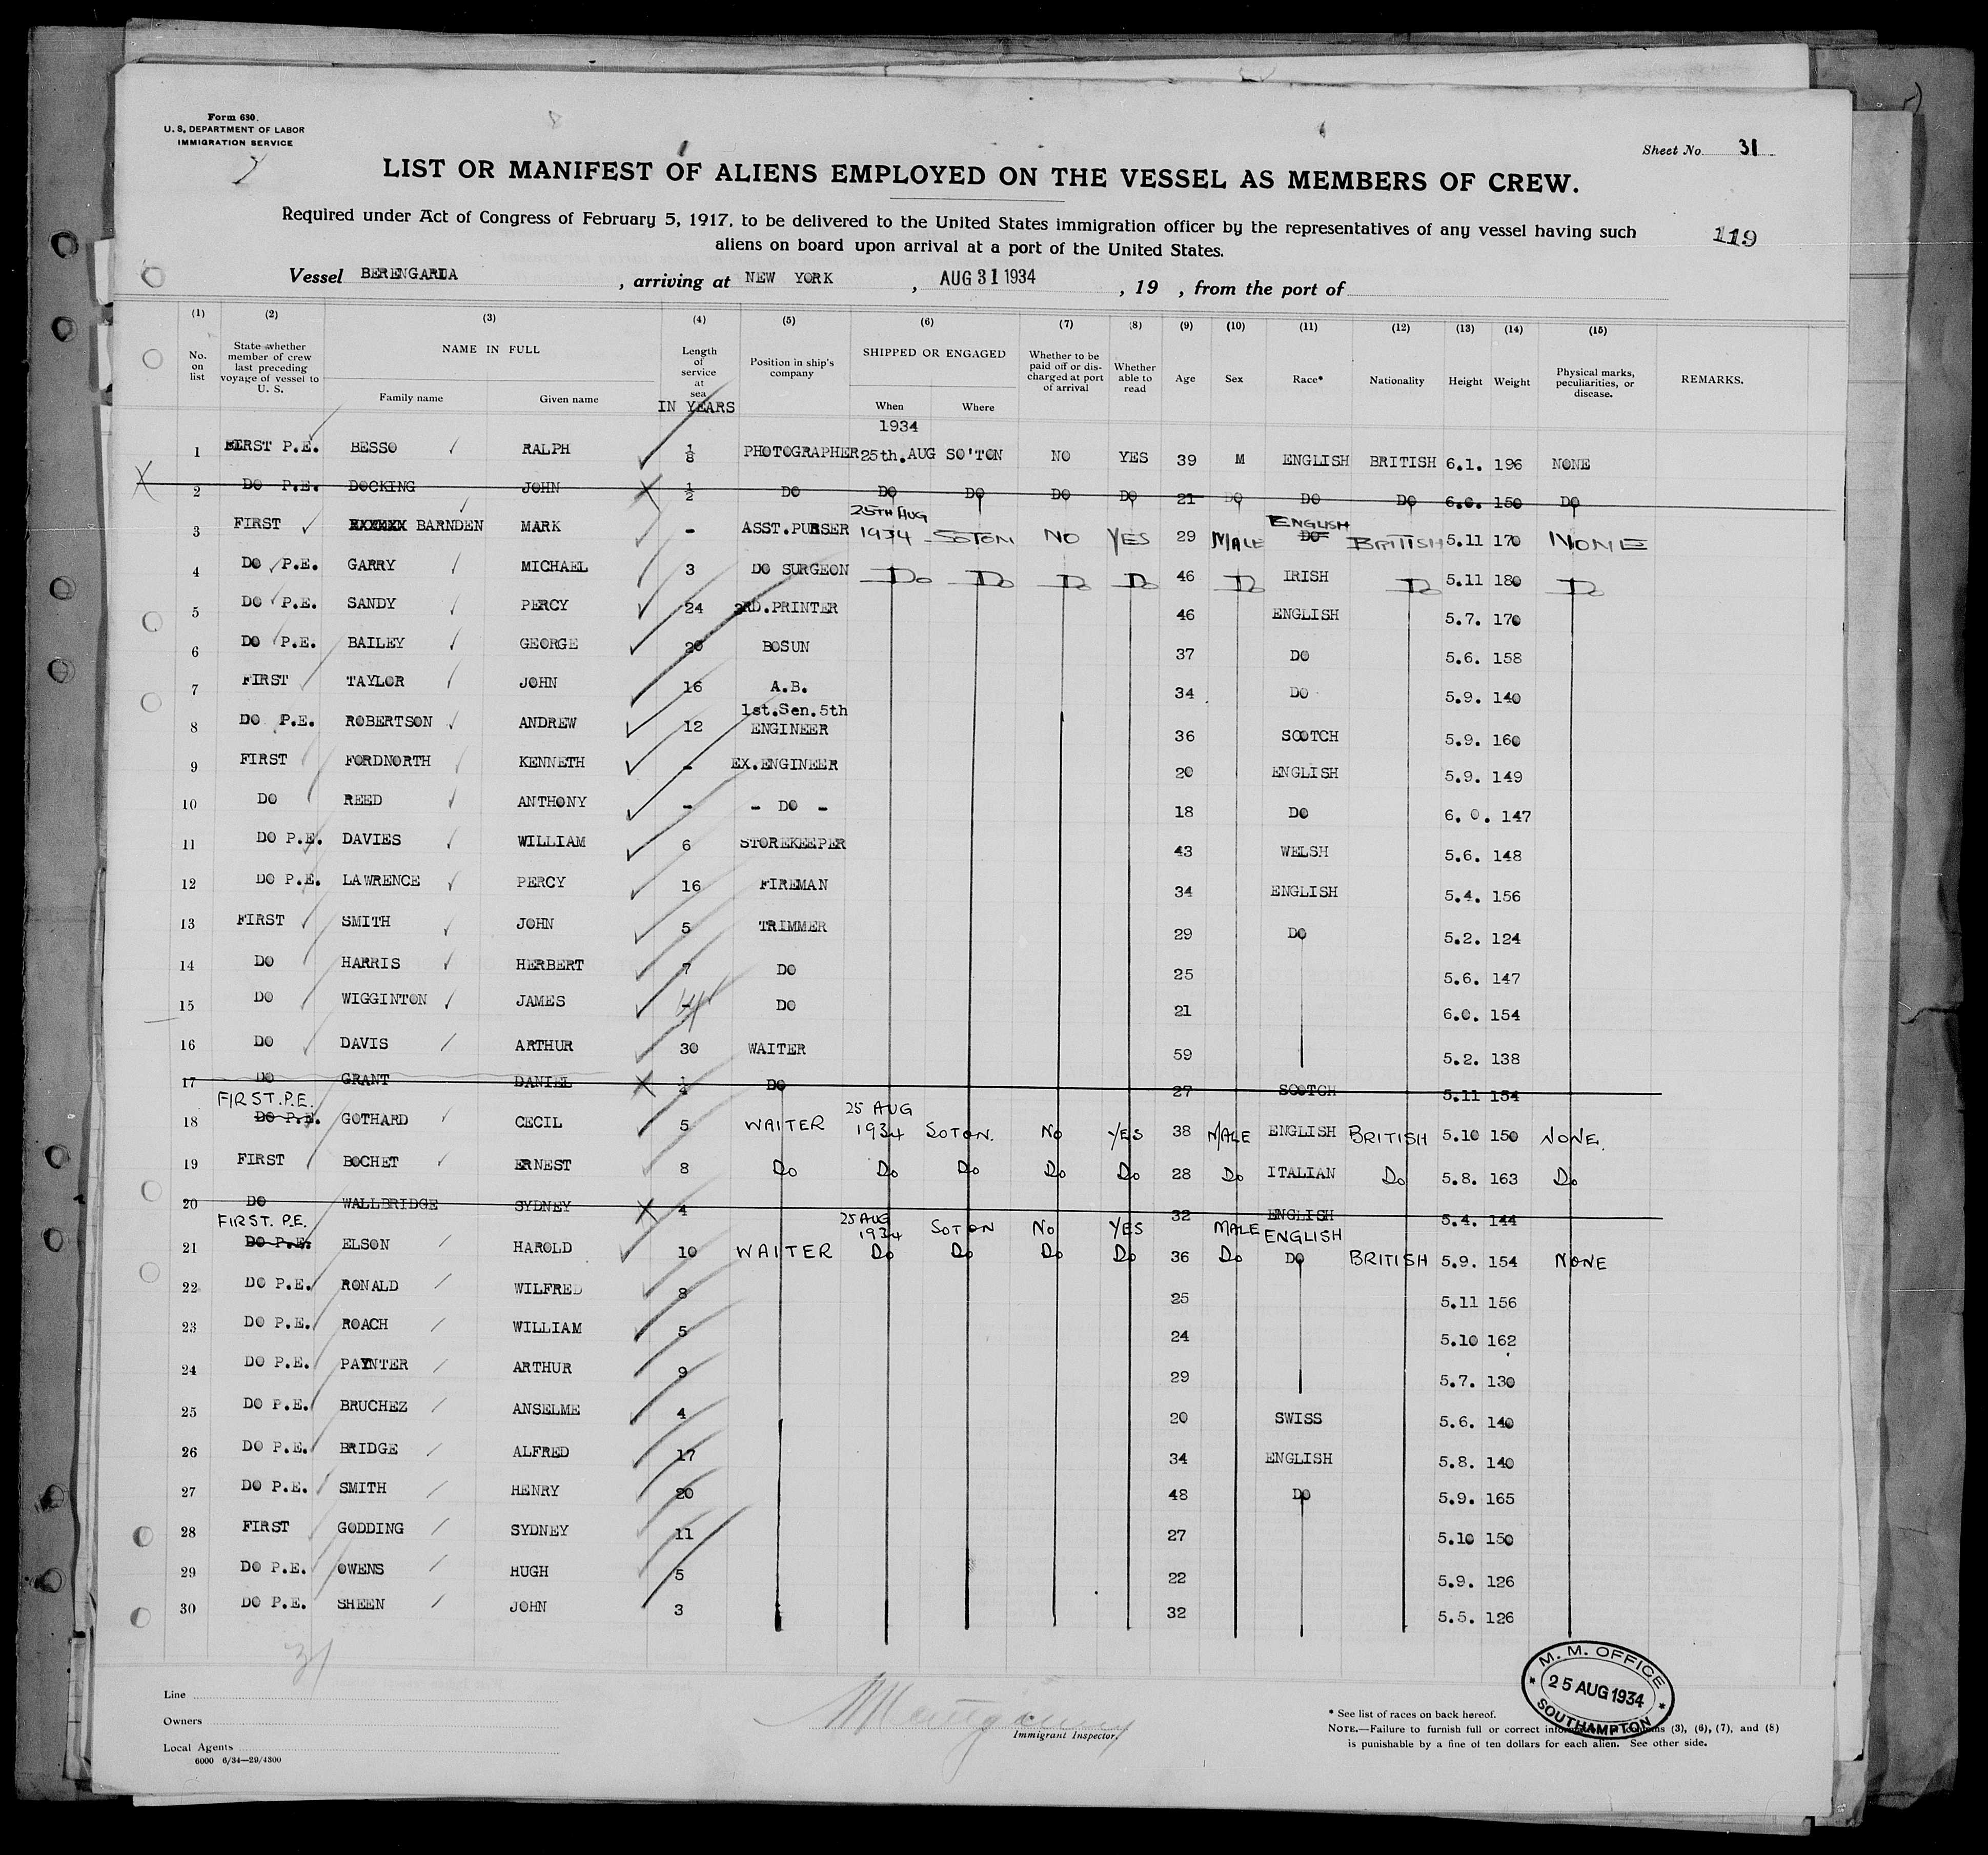 Form 680.
U. S. DEPARTMENT OF LABOR
IMMIGRATION SERVICE
Sheet No. 31
LIST OR MANIFEST OF ALIENS EMPLOYED ON THE VESSEL AS MEMBERS OF CREW.
Required under Act of Congress of February 5, 1917, to be delivered to the United States immigration officer by the representatives of any vessel having such
aliens on board upon arrival at a port of the United States.
119
Vessel BERENGARIA , arriving at NEW YORK , AUG 31 1934 , 19 , from the port of
(1) (2) (3) (4) (5) (6) (7) (8) (9) (10) (11) (12) (13) (14) (15)
No. on list State whether member of crew last preceding voyage of vessel to U. S. NAME IN FULL Family name Given name Length of service at sea IN YEARS Position in ship's company SHIPPED OR ENGAGED When Where Whether to be paid off or discharged at port of arrival Whether able to read Age Sex Race* Nationality Height Weight Physical marks, peculiarities, or disease. REMARKS.
1934
1 FIRST P.E. BESSO RALPH 1/8 PHOTOGRAPHER 25th.AUG SO'TON NO YES 39 M ENGLISH BRITISH 6.1. 196 NONE
2 DO P.E. DOCKING JOHN 1/2 DO DO DO DO DO 21 DO DO DO 6.0. 150 DO
3 FIRST BARNDEN MARK - ASST.PURSER 25TH AUG 1934 SOTON NO YES 29 MALE ENGLISH DO BRITISH 5.11 170 NONE
4 DO P.E. GARRY MICHAEL 3 DO SURGEON Do Do Do Do 46 Do IRISH Do 5.11 180 Do
5 DO P.E. SANDY PERCY 24 3RD.PRINTER 46 ENGLISH 5.7. 170
6 DO P.E. BAILEY GEORGE 20 BOSUN 37 DO 5.6. 158
7 FIRST TAYLOR JOHN 16 A.B. 34 DO 5.9. 140
8 DO P.E. ROBERTSON ANDREW 12 1st.Sen.5th ENGINEER 36 SCOTCH 5.9. 160
9 FIRST FORDNORTH KENNETH - EX.ENGINEER 20 ENGLISH 5.9. 149
10 DO REED ANTHONY - - DO - 18 DO 6.0. 147
11 DO P.E. DAVIES WILLIAM 6 STOREKEEPER 43 WELSH 5.6. 148
12 DO P.E. LAWRENCE PERCY 16 FIREMAN 34 ENGLISH 5.4. 156
13 FIRST SMITH JOHN 5 TRIMMER 29 DO 5.2. 124
14 DO HARRIS HERBERT 7 DO 25 5.6. 147
15 DO WIGGINTON JAMES - DO 21 6.0. 154
16 DO DAVIS ARTHUR 30 WAITER 59 5.2. 138
17 DO GRANT DANIEL 1/4 DO 27 SCOTCH 5.11 154
18 FIRST.P.E. DO P.E. GOTHARD CECIL 5 WAITER 25 AUG 1934 SOTON. NO YES 38 MALE ENGLISH BRITISH 5.10 150 NONE.
19 FIRST BOCHET ERNEST 8 Do Do Do Do Do 28 Do ITALIAN Do 5.8. 163 Do
20 DO WALLBRIDGE SYDNEY 4 32 ENGLISH 5.4. 144
25 AUG 1934 SOTON NO YES MALE ENGLISH
21 FIRST. P.E. DO P.E. ELSON HAROLD 10 WAITER Do Do Do Do 36 Do DO BRITISH 5.9. 154 NONE
22 DO P.E. RONALD WILFRED 8 25 5.11 156
23 DO P.E. ROACH WILLIAM 5 24 5.10 162
24 DO P.E. PAYNTER ARTHUR 9 29 5.7. 130
25 DO P.E. BRUCHEZ ANSELME 4 20 SWISS 5.6. 140
26 DO P.E. BRIDGE ALFRED 17 34 ENGLISH 5.8. 140
27 DO P.E. SMITH HENRY 20 48 DO 5.9. 165
28 FIRST GODDING SYDNEY 11 27 5.10 150
29 DO P.E. OWENS HUGH 5 22 5.9. 126
30 DO P.E. SHEEN JOHN 3 32 5.5. 126
31
Line
Owners
Local Agents
6000 6/34—29/4300
Immigrant Inspector.
M. M. OFFICE
25 AUG 1934
SOUTHAMPTON
* See list of races on back hereof.
NOTE.—Failure to furnish full or correct (3), (6), (7), and (8)
is punishable by a fine of ten dollars for each alien. See other side.